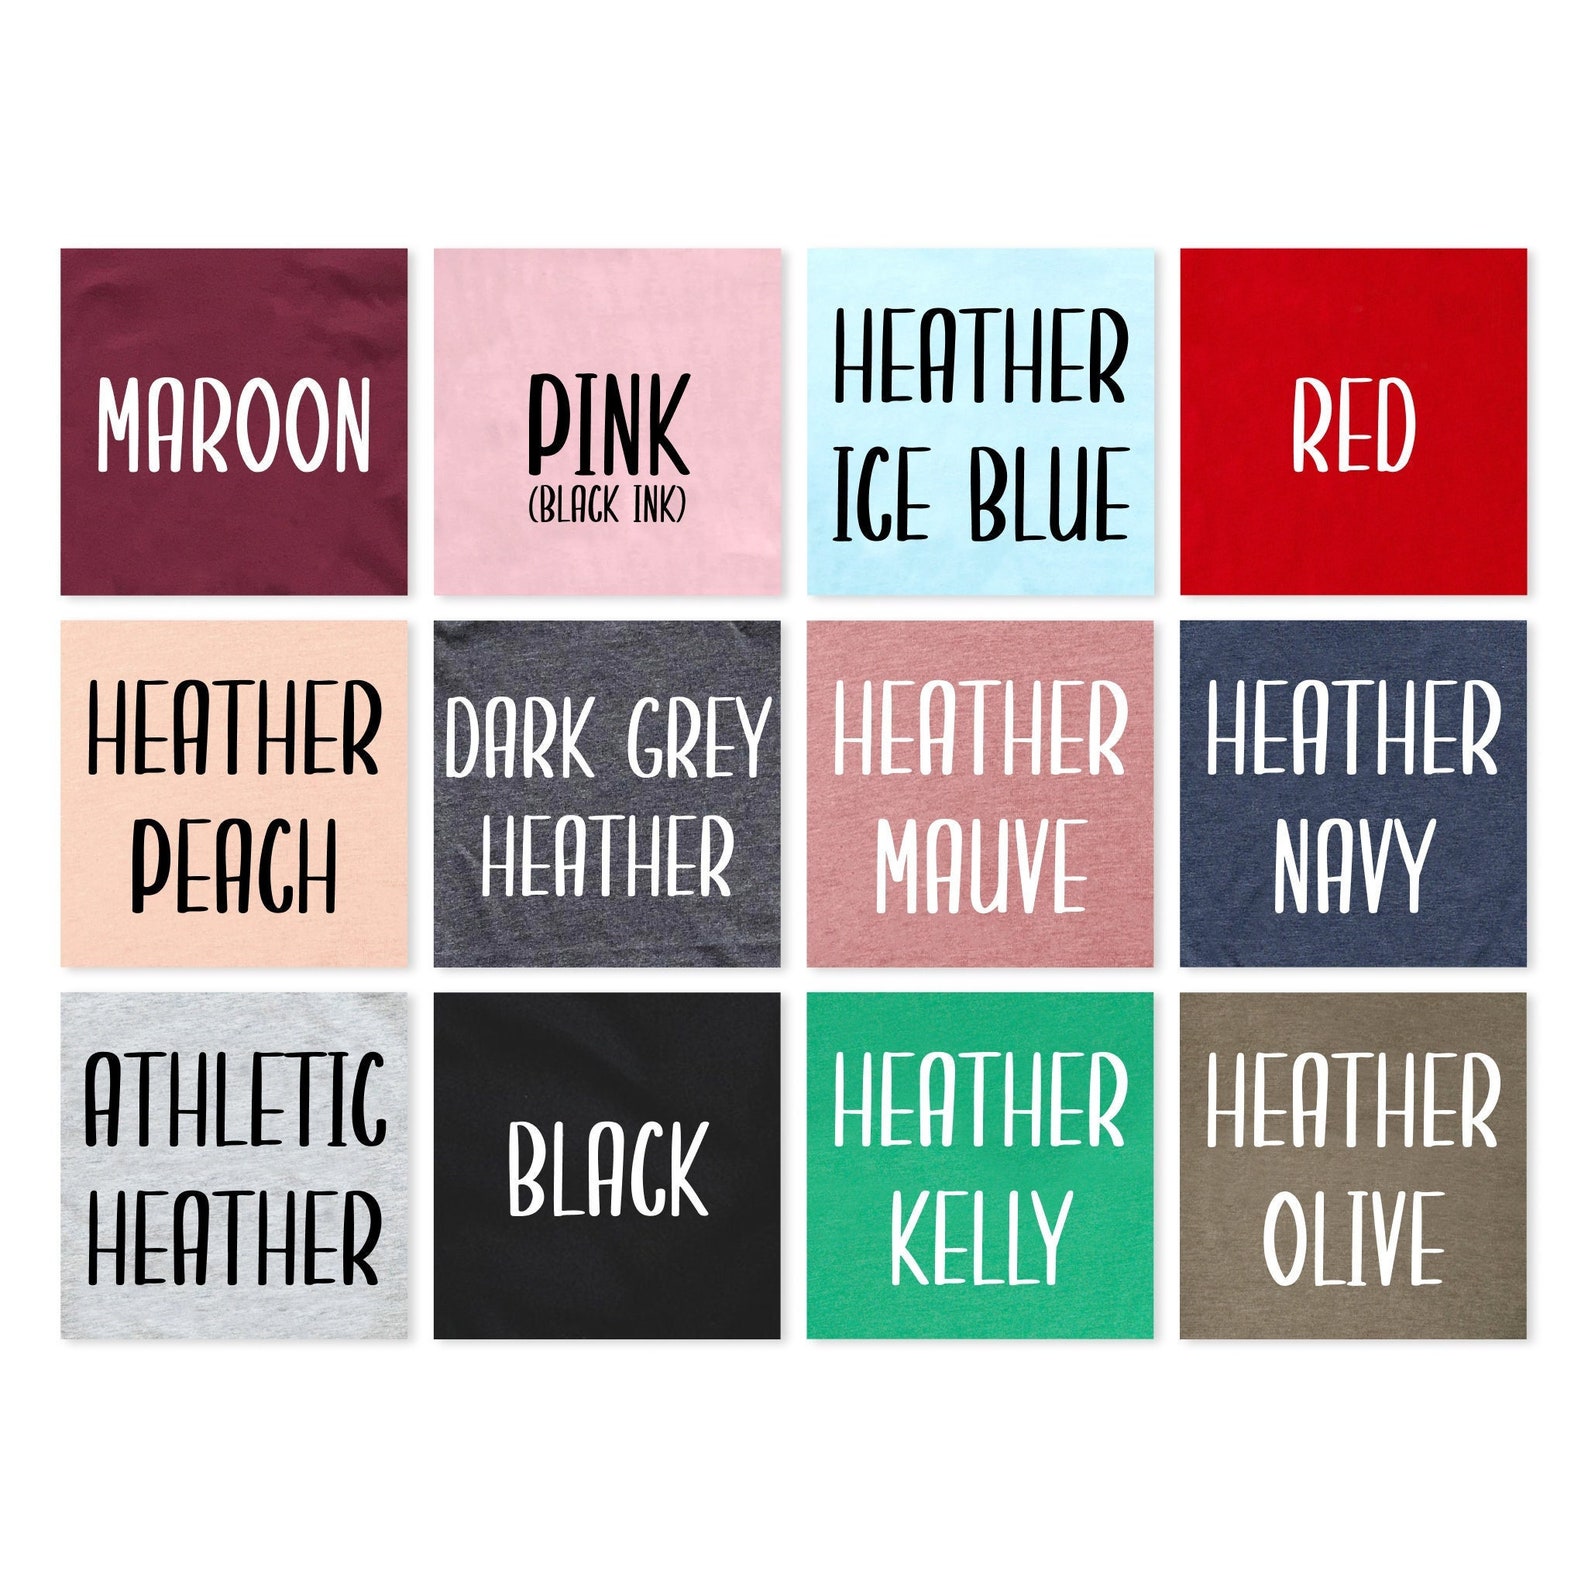 MAROON
PINK
(BLACK INK)
HEATHER
ICE BLUE
RED
HEATHER
PEACH
DARK GREY
HEATHER
HEATHER
MAUVE
HEATHER
NAVY
ATHLETIC
HEATHER
BLACK
HEATHER
KELLY
HEATHER
OLIVE